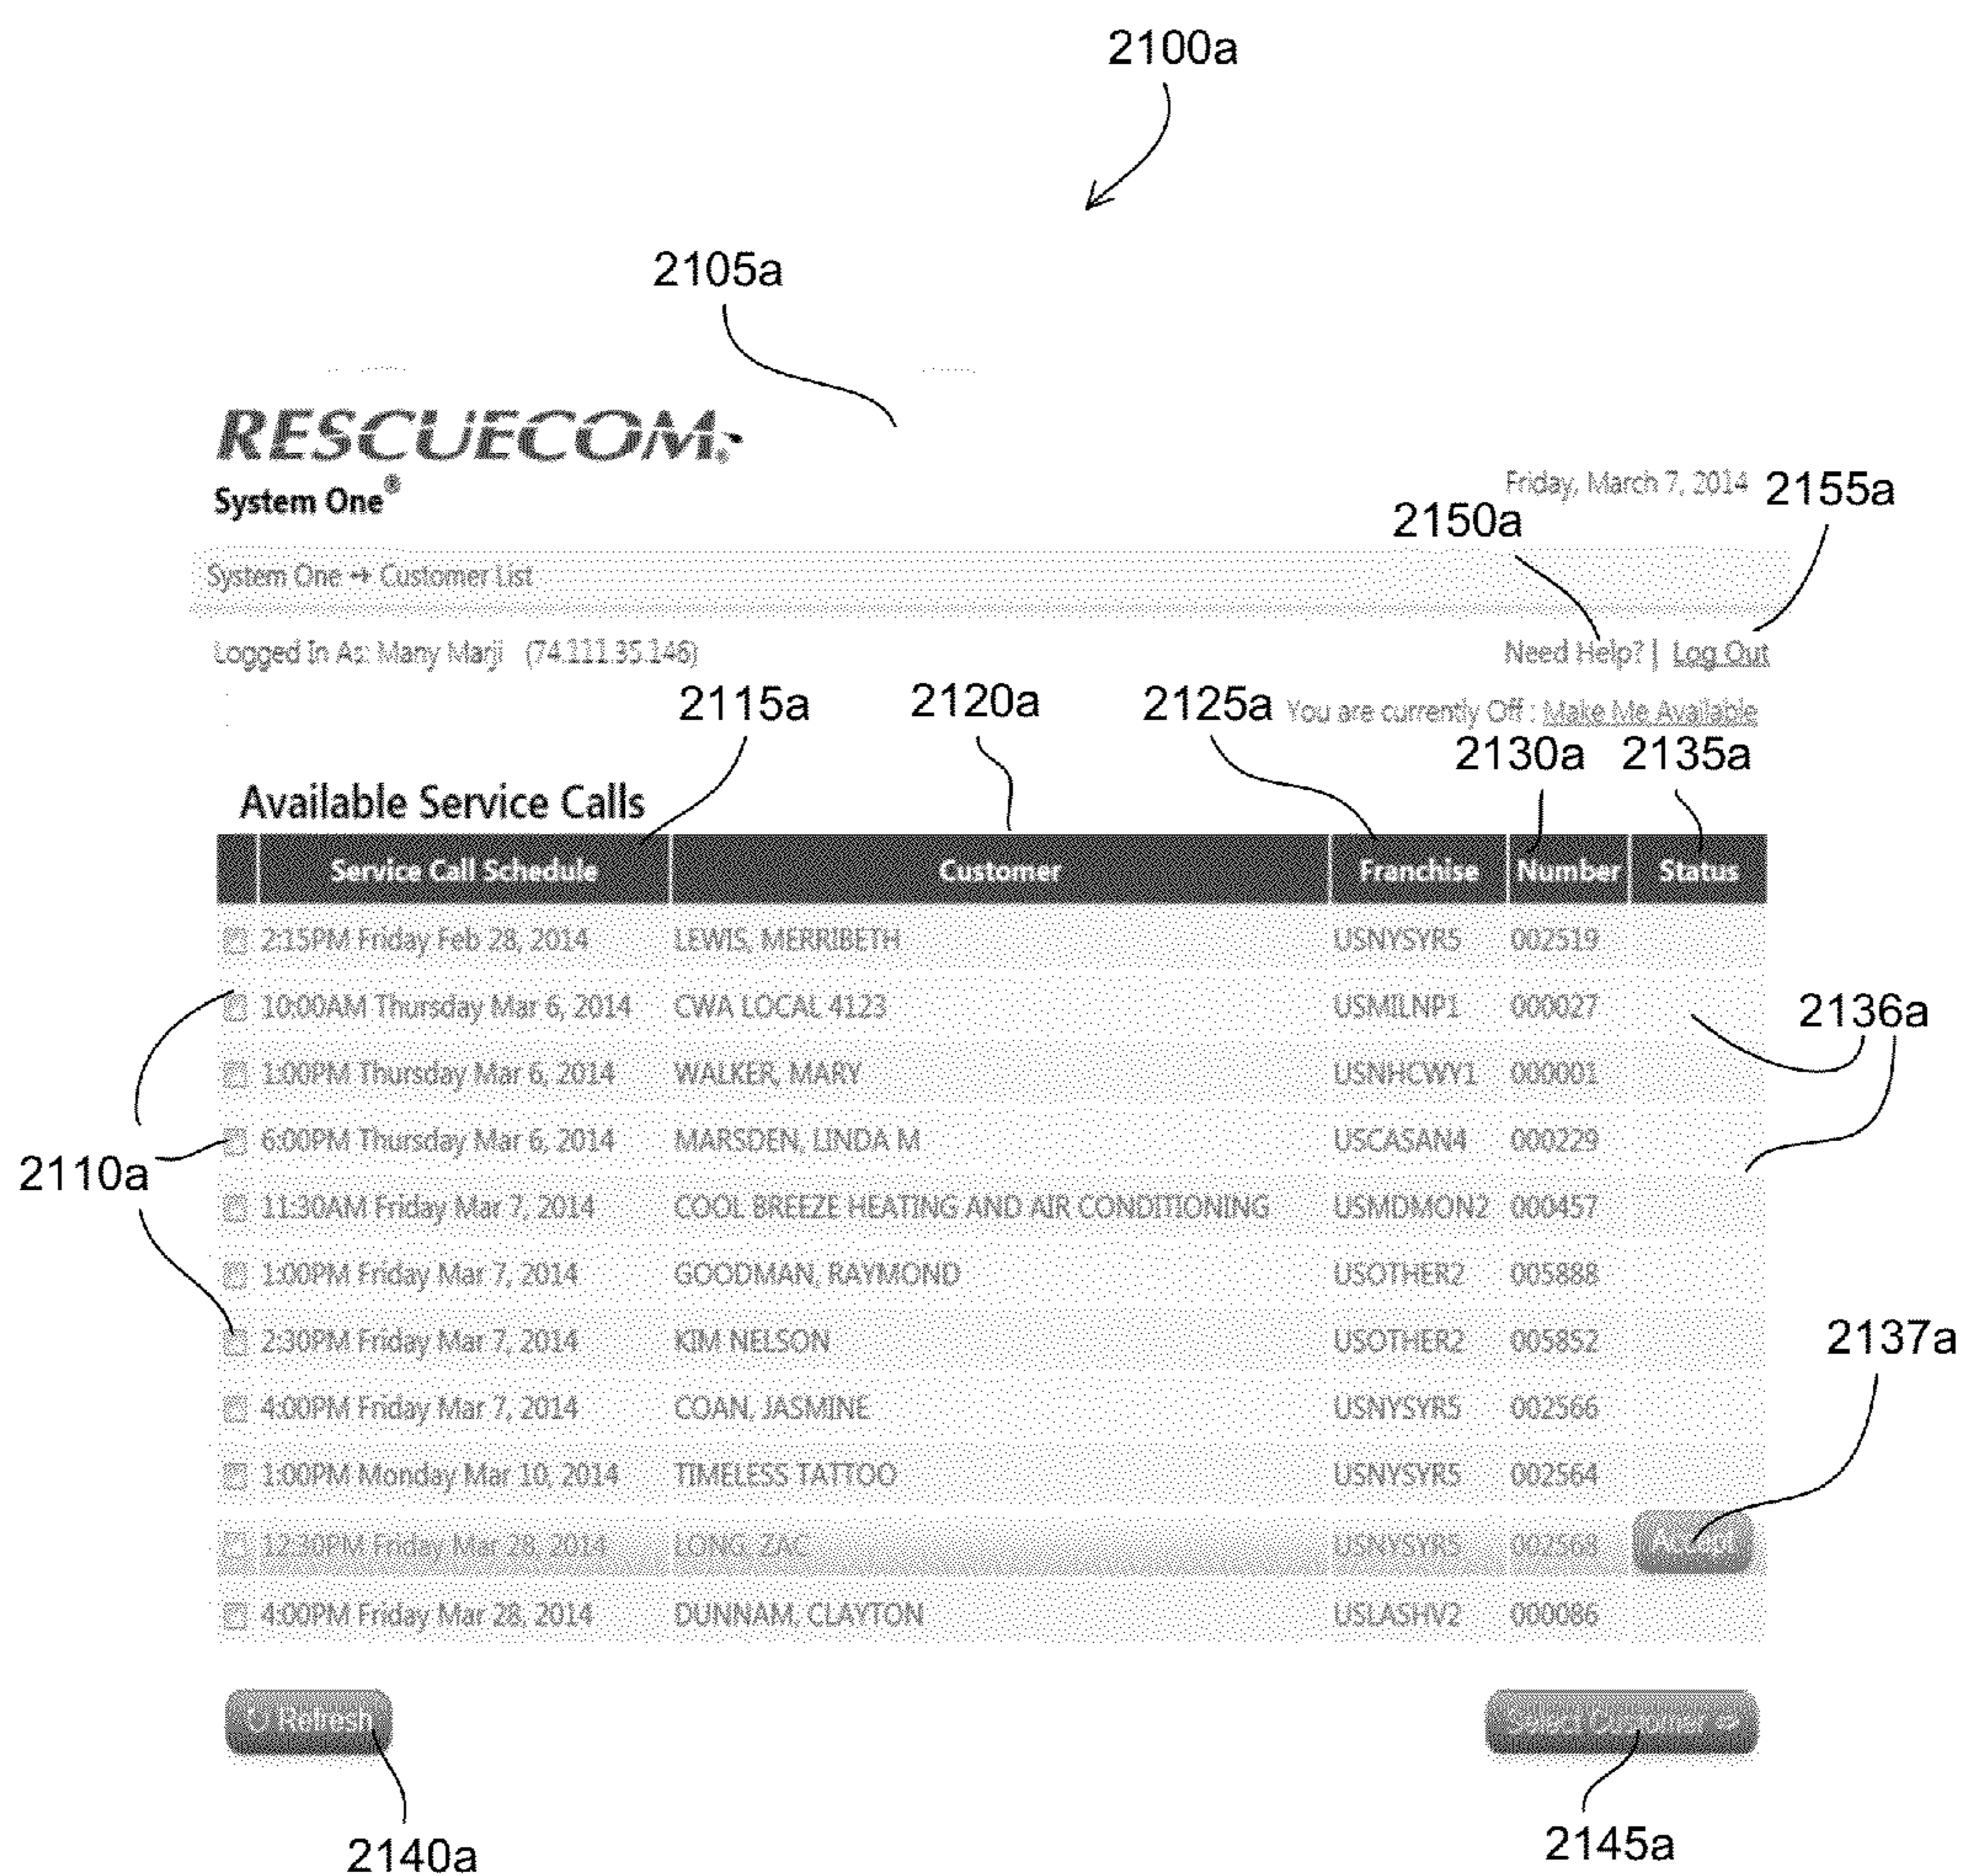 2100a
2105a
RESCUECOM®
System One®
Friday, March 7, 2014
2155a
2150a
System One → Customer List
Logged In As: Many Marji (74.111.35.146)
Need Help? | Log Out
2115a
2120a
2125a
You are currently Off : Make Me Available
2130a
2135a
Available Service Calls
Service Call Schedule Customer Franchise Number Status
2:15PM Friday Feb 28, 2014 LEWIS, MERRIBETH USNYSYR5 002519
10:00AM Thursday Mar 6, 2014 CWA LOCAL 4123 USMILNP1 000027
2136a
1:00PM Thursday Mar 6, 2014 WALKER, MARY USNHCWY1 000001
6:00PM Thursday Mar 6, 2014 MARSDEN, LINDA M USCASAN4 000229
2110a
11:30AM Friday Mar 7, 2014 COOL BREEZE HEATING AND AIR CONDITIONING USMDMON2 000457
1:00PM Friday Mar 7, 2014 GOODMAN, RAYMOND USOTHER2 005888
2:30PM Friday Mar 7, 2014 KIM NELSON USOTHER2 005852
2137a
4:00PM Friday Mar 7, 2014 COAN, JASMINE USNYSYR5 002566
1:00PM Monday Mar 10, 2014 TIMELESS TATTOO USNYSYR5 002564
12:30PM Friday Mar 28, 2014 LONG, ZAC USNYSYR5 002568 Accept
4:00PM Friday Mar 28, 2014 DUNNAM, CLAYTON USLASHV2 000086
Refresh
Select Customer
2140a
2145a